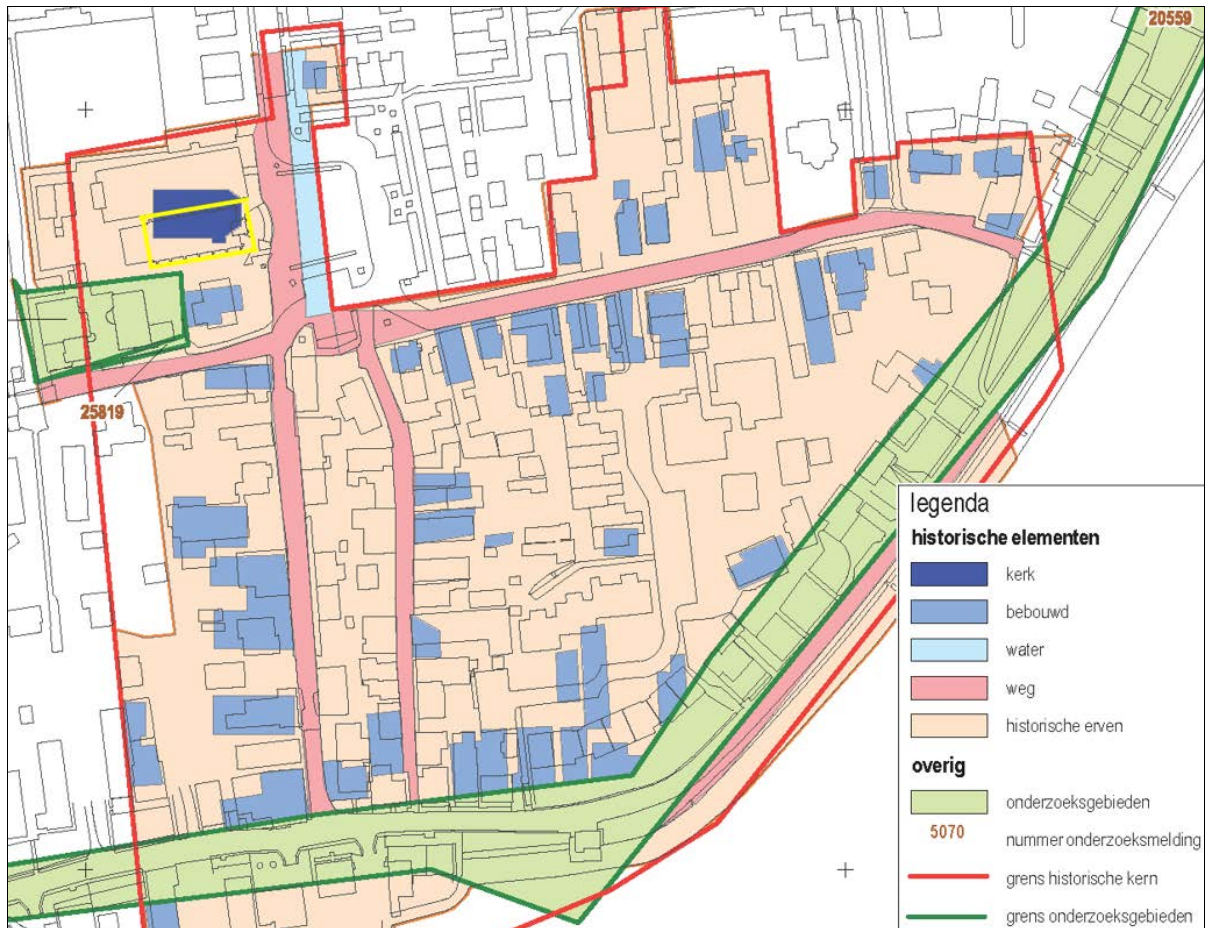 20559
25819
legenda
historische elementen
kerk
bebouwd
water
weg
historische erven
overig
onderzoeksgebieden
5070 nummer onderzoeksmelding
grens historische kern
grens onderzoeksgebieden